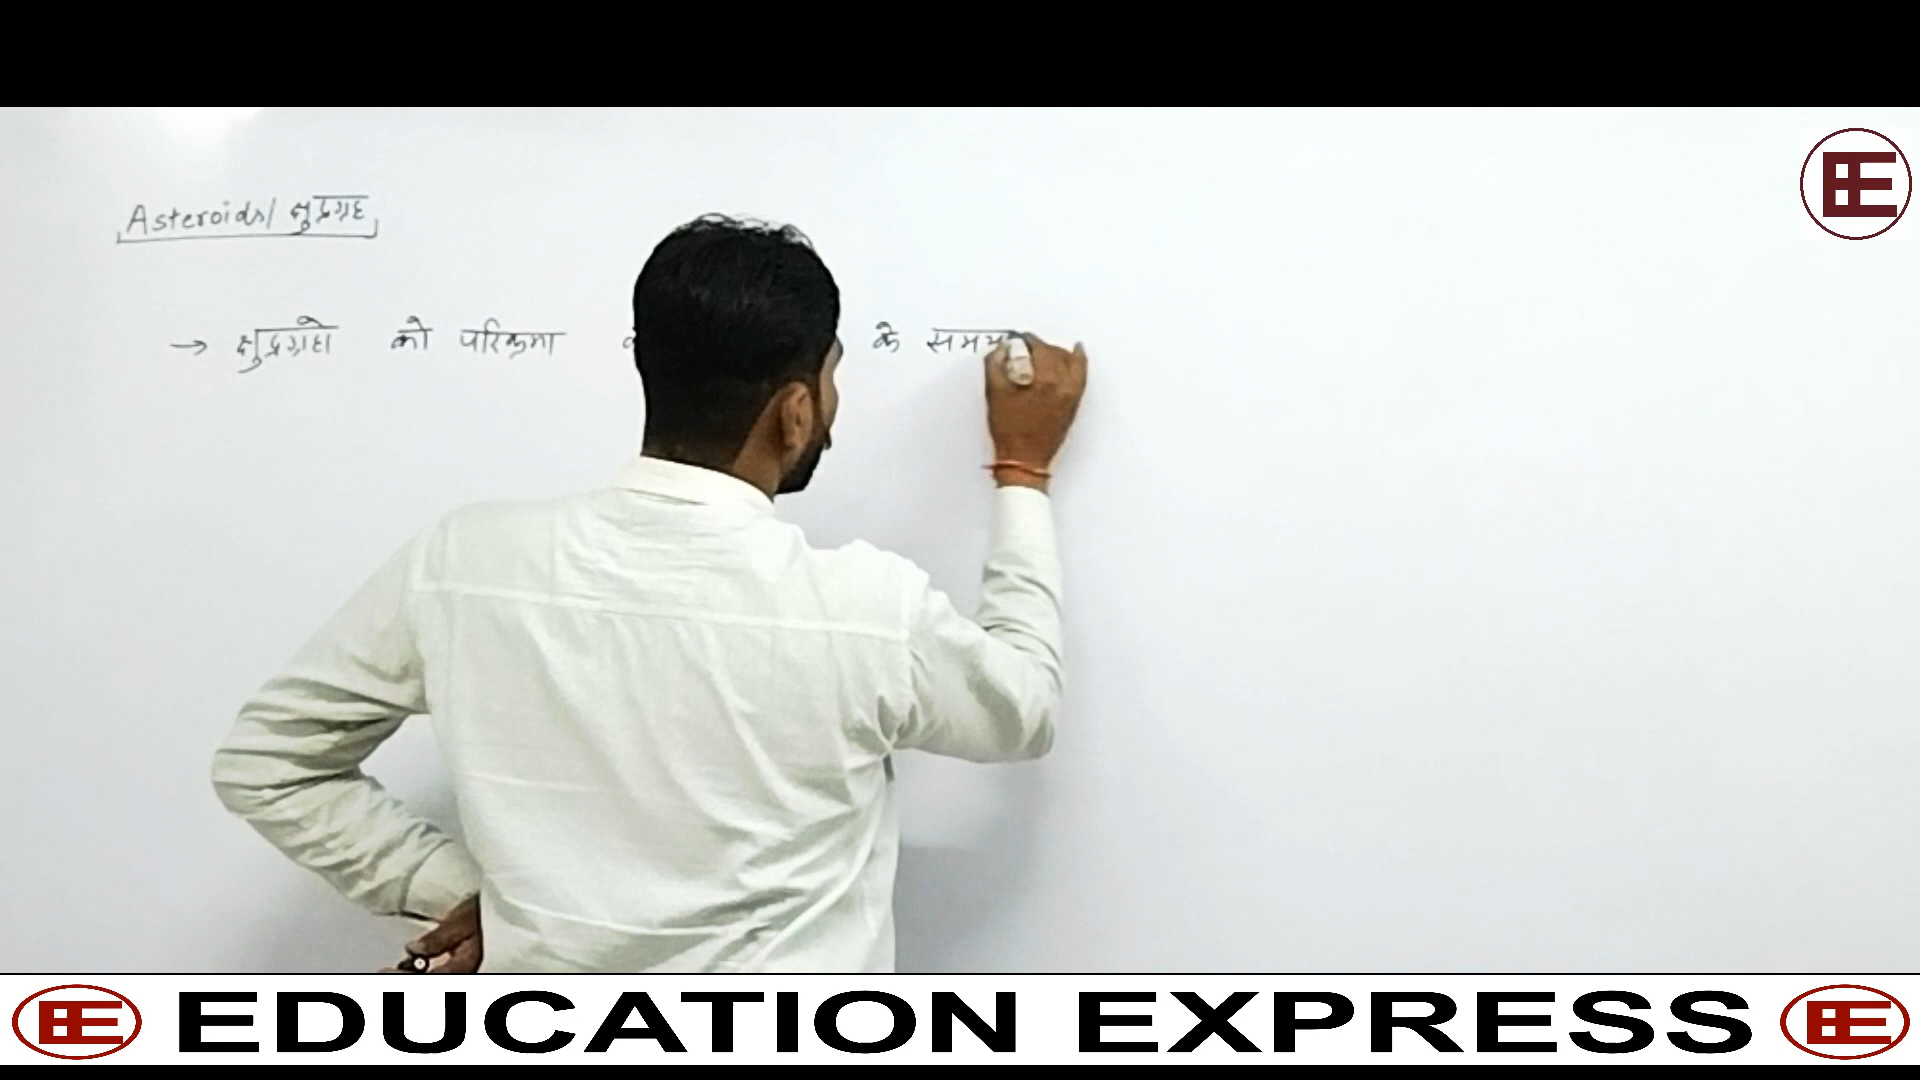 Asteroids/ क्षुद्रग्रह
→ क्षुद्रग्रहो को परिक्रमा के समय
EDUCATION EXPRESS